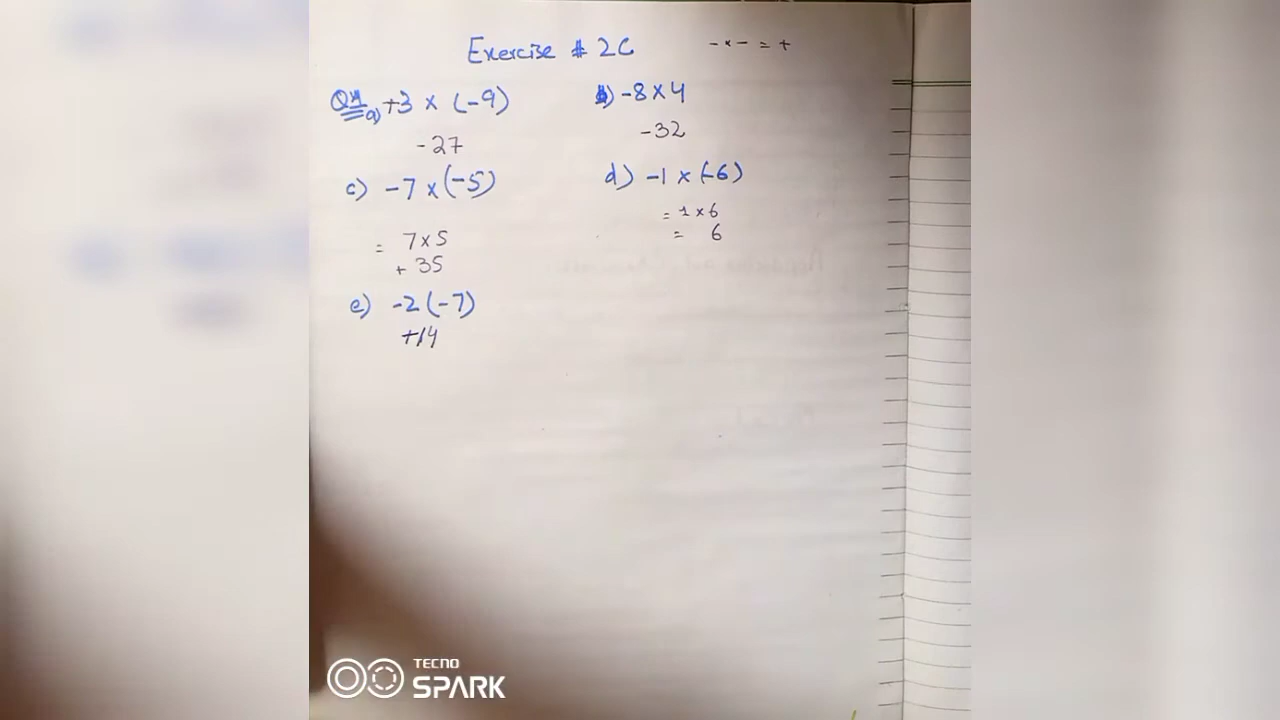 Exercise # 2C
- × - = +
Q1 a) +3 × (-9)
-27
b) -8 × 4
-32
c) -7 × (-5)
= 7 × 5
+ 35
d) -1 × (-6)
= 1 × 6
= 6
e) -2 (-7)
+14
TECNO
SPARK